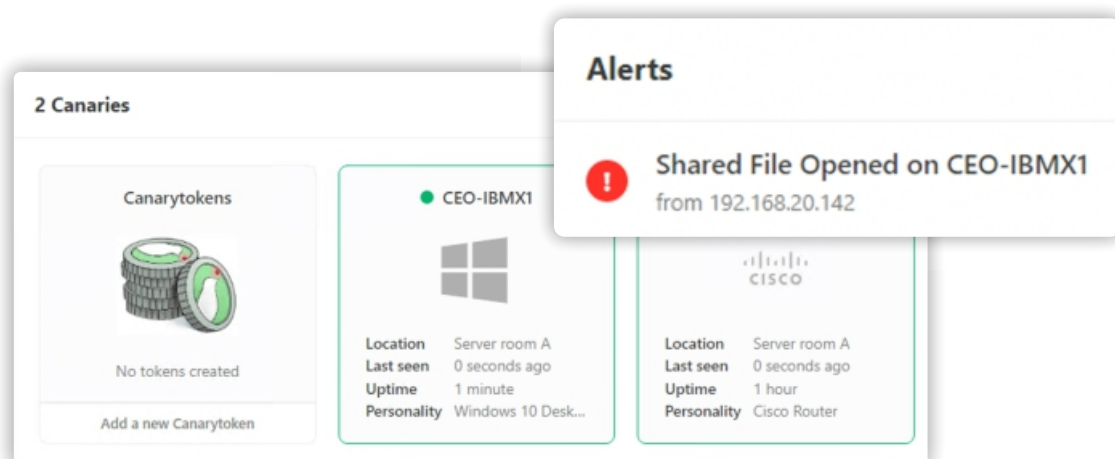 2 Canaries
Canarytokens
No tokens created
Add a new Canarytoken
CEO-IBMX1
Location Server room A
Last seen 0 seconds ago
Uptime 1 minute
Personality Windows 10 Desk...
CISCO
Location Server room A
Last seen 0 seconds ago
Uptime 1 hour
Personality Cisco Router
Alerts
Shared File Opened on CEO-IBMX1
from 192.168.20.142